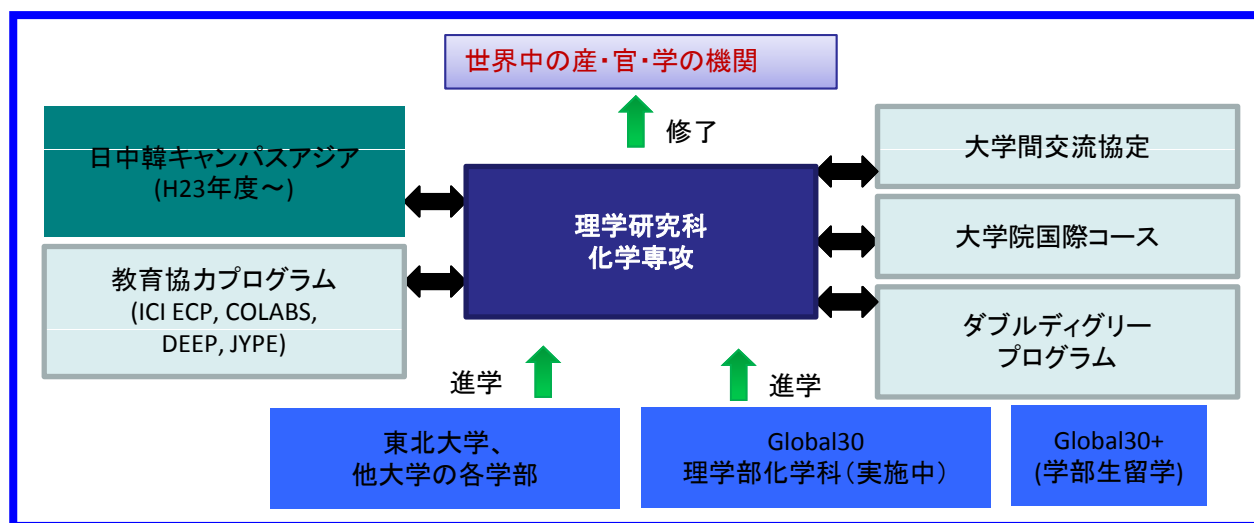 世界中の産・官・学の機関
修了
日中韓キャンパスアジア
(H23年度～)
大学間交流協定
理学研究科
化学専攻
大学院国際コース
教育協力プログラム
(ICI ECP, COLABS,
DEEP, JYPE)
ダブルディグリー
プログラム
進学
進学
東北大学、
他大学の各学部
Global30
理学部化学科（実施中）
Global30+
(学部生留学)